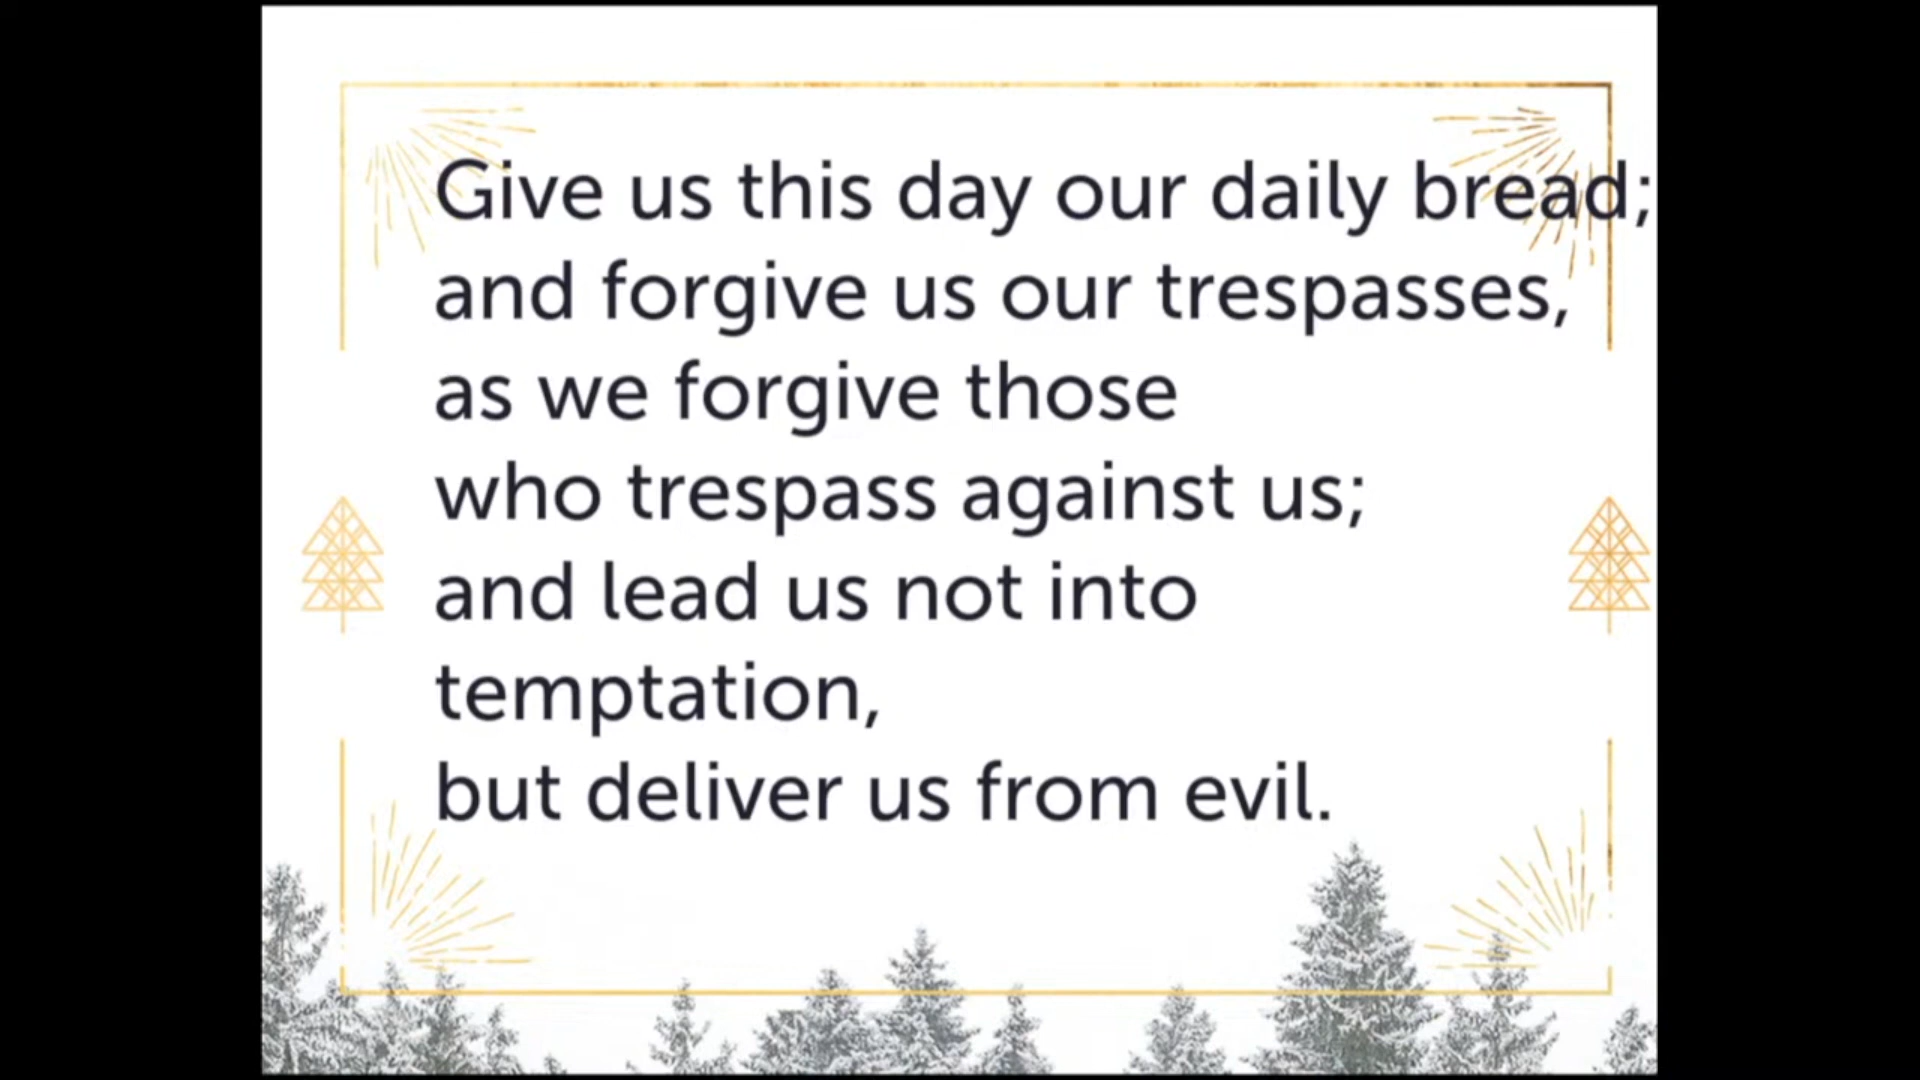 Give us this day our daily bread;
and forgive us our trespasses,
as we forgive those
who trespass against us;
and lead us not into
temptation,
but deliver us from evil.